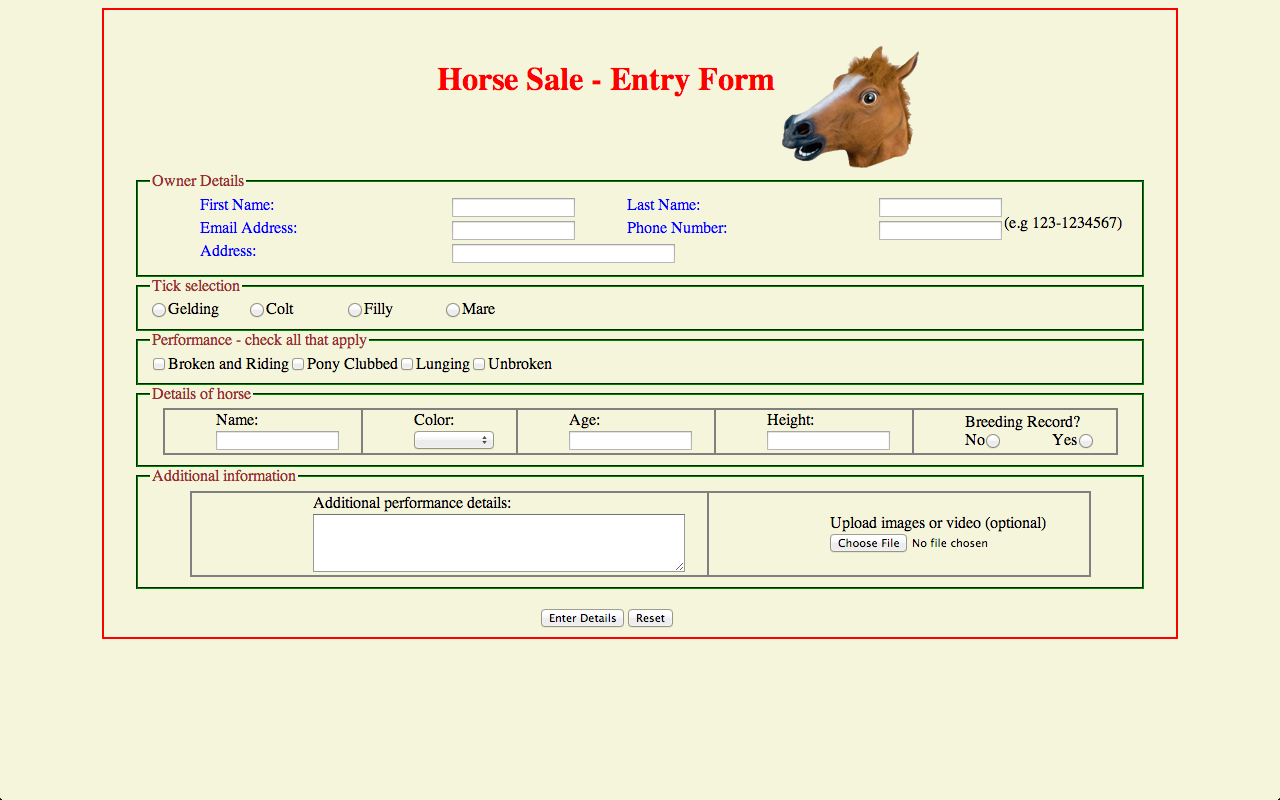 Horse Sale - Entry Form
Owner Details
First Name: Last Name:
(e.g 123-1234567)
Email Address: Phone Number:
Address:
Tick selection
Gelding Colt Filly Mare
Performance - check all that apply
Broken and Riding Pony Clubbed Lunging Unbroken
Details of horse
Name: Color: Age: Height: Breeding Record?
No Yes
Additional information
Additional performance details:
Upload images or video (optional)
Choose File No file chosen
Enter Details Reset